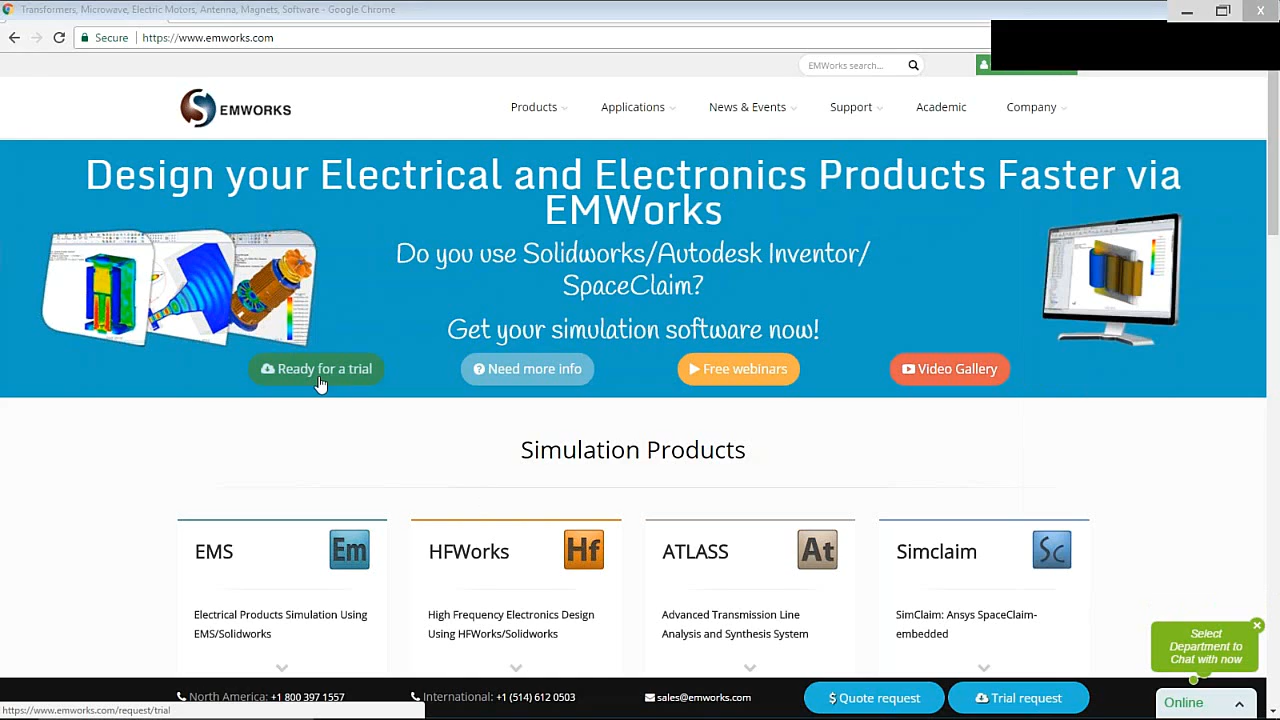 Transformers, Microwave, Electric Motors, Antenna, Magnets, Software - Google Chrome
Secure https://www.emworks.com
EMWorks search...
EMWORKS
Products Applications News & Events Support Academic Company
Design your Electrical and Electronics Products Faster via
EMWorks
Do you use Solidworks/Autodesk Inventor/
SpaceClaim?
Get your simulation software now!
Ready for a trial Need more info Free webinars Video Gallery
Simulation Products
EMS Em HFWorks Hf ATLASS At Simclaim Sc
Electrical Products Simulation Using
EMS/Solidworks
High Frequency Electronics Design
Using HFWorks/Solidworks
Advanced Transmission Line
Analysis and Synthesis System
SimClaim: Ansys SpaceClaim-
embedded
Select
Department to
Chat with now
North America: +1 800 397 1557 International: +1 (514) 612 0503 sales@emworks.com Quote request Trial request
Online
https://www.emworks.com/request/trial